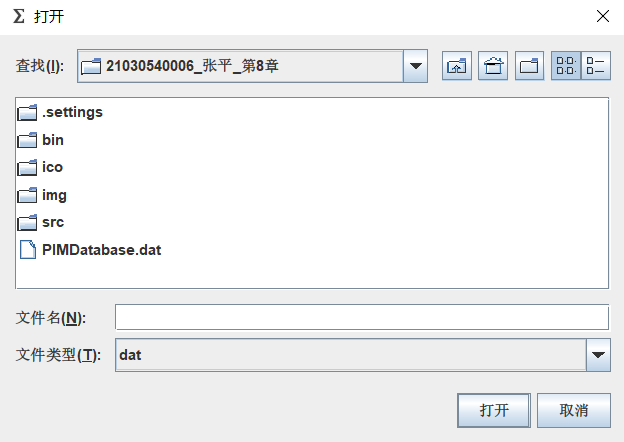 打开
查找(I): 21030540006_张平_第8章
.settings
bin
ico
img
src
PIMDatabase.dat
文件名(N):
文件类型(T): dat
打开 取消